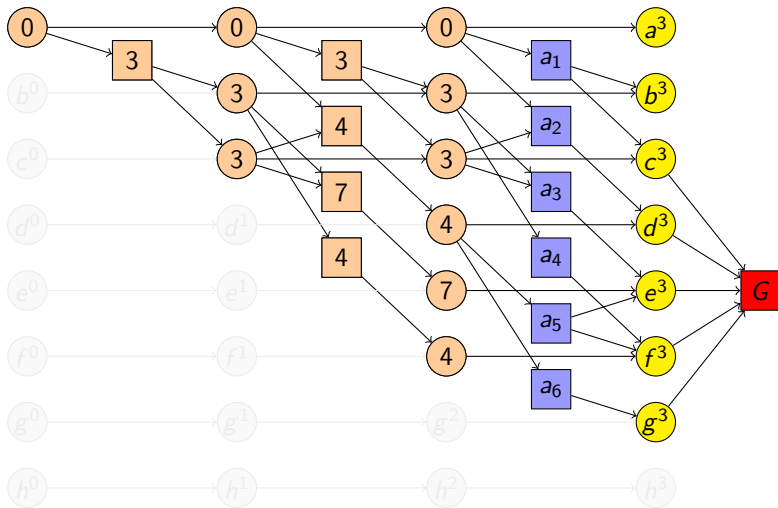 0 0 0 a³
3 3 a₁
b⁰ 3 3 b³
4 a₂
c⁰ 3 3 c³
7 a₃
d⁰ d¹ 4 d³
4 a₄
e⁰ e¹ 7 e³ G
a₅
f⁰ f¹ 4 f³
a₆
g⁰ g¹ g² g³
h⁰ h¹ h² h³